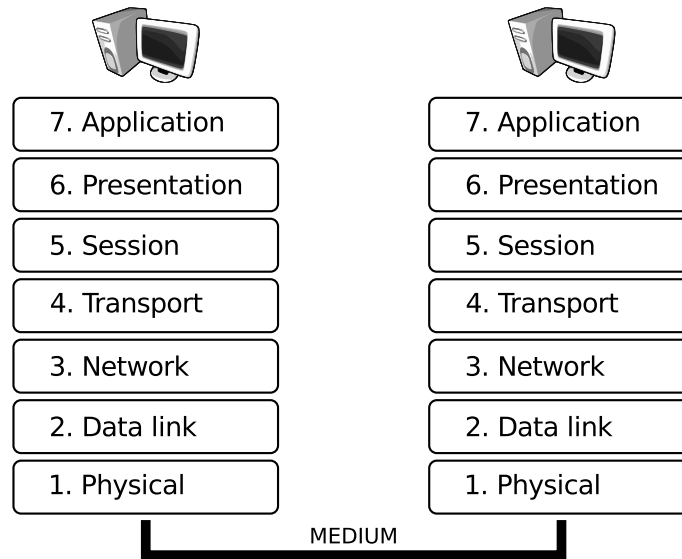 7. Application
6. Presentation
5. Session
4. Transport
3. Network
2. Data link
1. Physical
7. Application
6. Presentation
5. Session
4. Transport
3. Network
2. Data link
1. Physical
MEDIUM